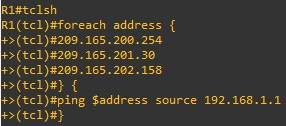 R1#tclsh
R1(tcl)#foreach address {
+>(tcl)#209.165.200.254
+>(tcl)#209.165.201.30
+>(tcl)#209.165.202.158
+>(tcl)#} {
+>(tcl)#ping $address source 192.168.1.1
+>(tcl)#}